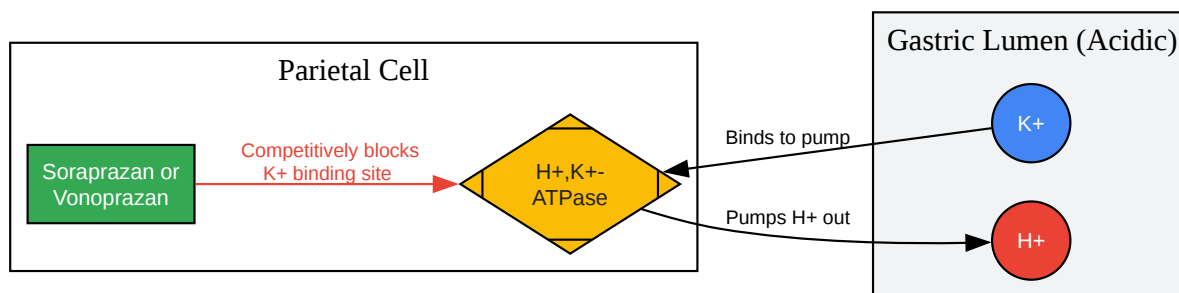 Parietal Cell
Gastric Lumen (Acidic)
Soraprazan or
Vonoprazan
Competitively blocks
K+ binding site
H+,K+-
ATPase
Binds to pump
Pumps H+ out
K+
H+